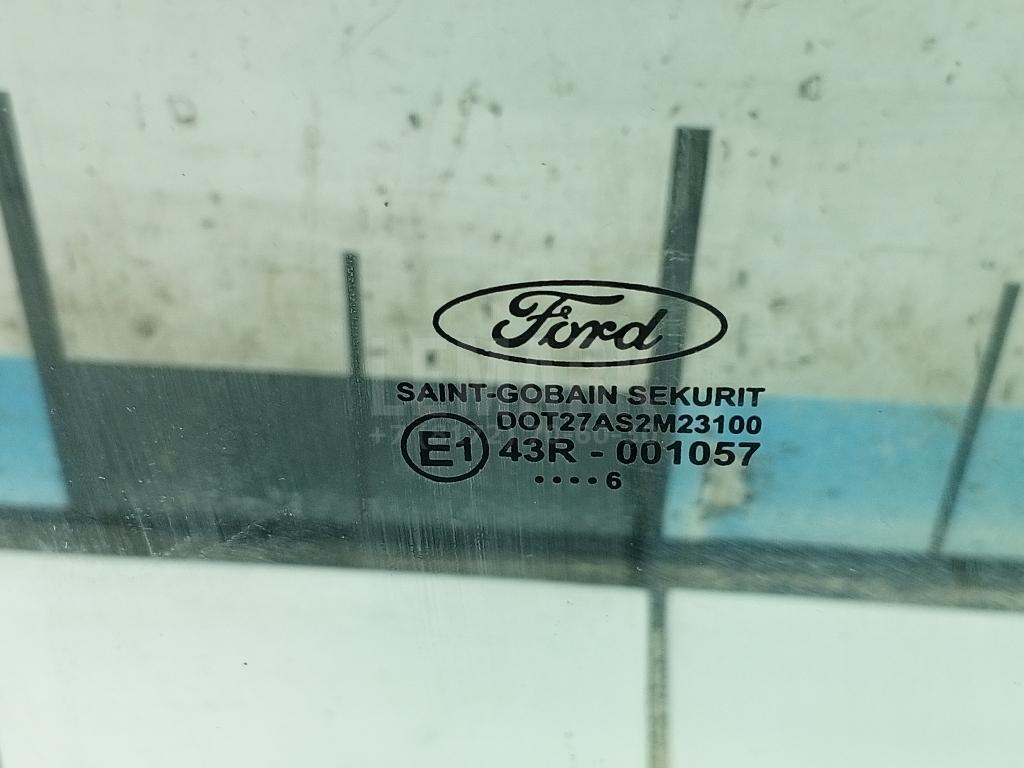 Ford
SAINT-GOBAIN SEKURIT
DOT27AS2M23100
E1 43R - 001057
....6